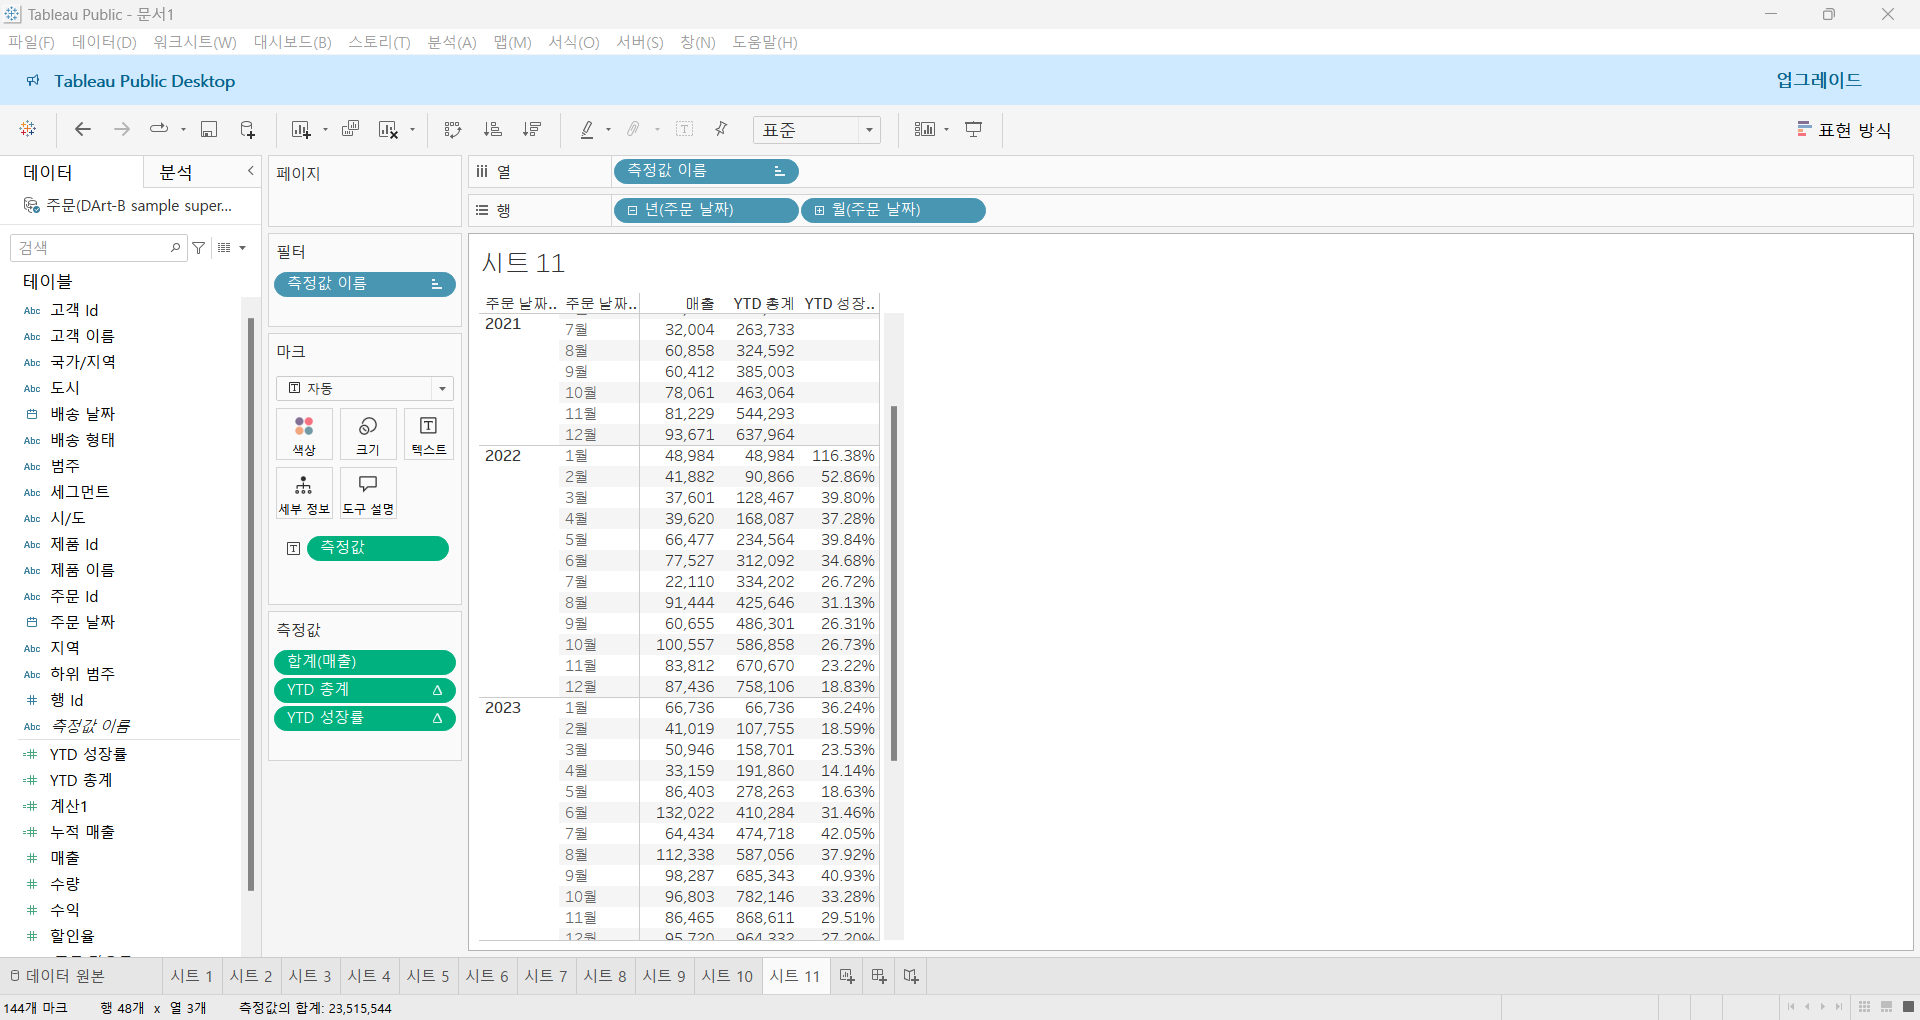 Tableau Public - 문서1
파일(F) 데이터(D) 워크시트(W) 대시보드(B) 스토리(T) 분석(A) 맵(M) 서식(O) 서버(S) 창(N) 도움말(H)
Tableau Public Desktop 업그레이드
표준 표현 방식
데이터 분석
주문(DArt-B sample super...
검색
테이블
Abc 고객 Id
Abc 고객 이름
Abc 국가/지역
Abc 도시
배송 날짜
Abc 배송 형태
Abc 범주
Abc 세그먼트
Abc 시/도
Abc 제품 Id
Abc 제품 이름
Abc 주문 Id
주문 날짜
Abc 지역
Abc 하위 범주
# 행 Id
Abc 측정값 이름
=# YTD 성장률
=# YTD 총계
=# 계산1
=# 누적 매출
# 매출
# 수량
# 수익
# 할인율
페이지
필터
측정값 이름
마크
자동
색상 크기 텍스트
세부 정보 도구 설명
측정값
측정값
합계(매출)
YTD 총계 Δ
YTD 성장률 Δ
열 측정값 이름
행 년(주문 날짜) 월(주문 날짜)
시트 11
주문 날짜.. 주문 날짜.. 매출 YTD 총계 YTD 성장..
2021 7월 32,004 263,733
8월 60,858 324,592
9월 60,412 385,003
10월 78,061 463,064
11월 81,229 544,293
12월 93,671 637,964
2022 1월 48,984 48,984 116.38%
2월 41,882 90,866 52.86%
3월 37,601 128,467 39.80%
4월 39,620 168,087 37.28%
5월 66,477 234,564 39.84%
6월 77,527 312,092 34.68%
7월 22,110 334,202 26.72%
8월 91,444 425,646 31.13%
9월 60,655 486,301 26.31%
10월 100,557 586,858 26.73%
11월 83,812 670,670 23.22%
12월 87,436 758,106 18.83%
2023 1월 66,736 66,736 36.24%
2월 41,019 107,755 18.59%
3월 50,946 158,701 23.53%
4월 33,159 191,860 14.14%
5월 86,403 278,263 18.63%
6월 132,022 410,284 31.46%
7월 64,434 474,718 42.05%
8월 112,338 587,056 37.92%
9월 98,287 685,343 40.93%
10월 96,803 782,146 33.28%
11월 86,465 868,611 29.51%
12월 95,720 964,332 27.20%
데이터 원본 시트 1 시트 2 시트 3 시트 4 시트 5 시트 6 시트 7 시트 8 시트 9 시트 10 시트 11
144개 마크 행 48개 x 열 3개 측정값의 합계: 23,515,544